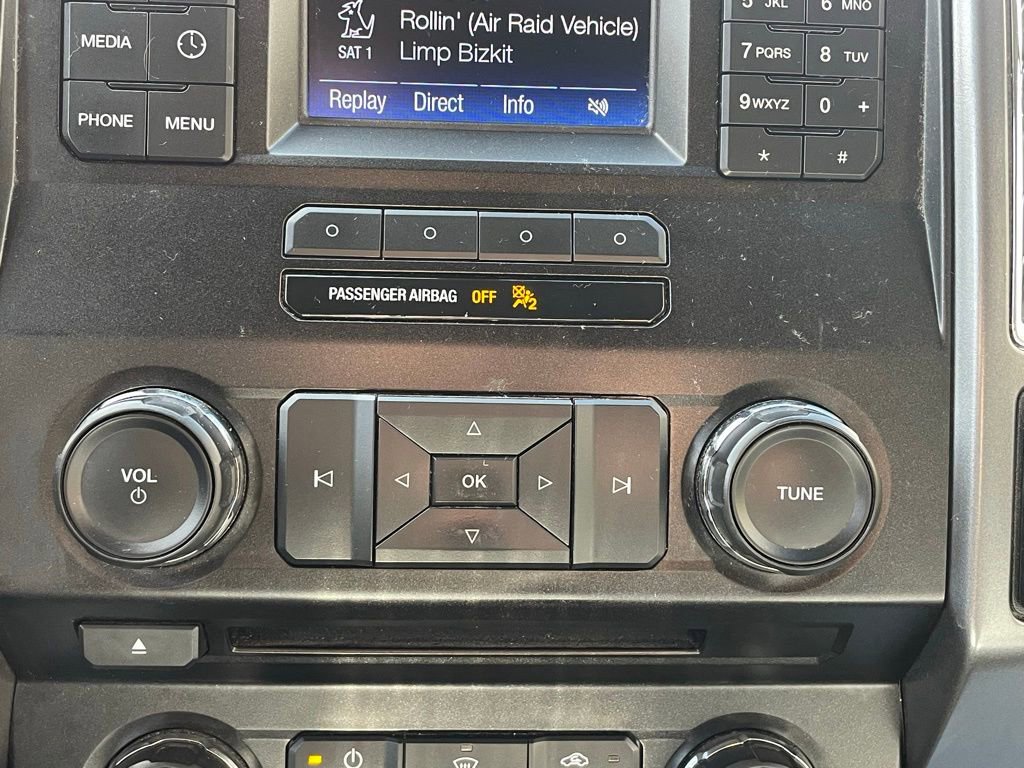 5 JKL 6 MNO
Rollin' (Air Raid Vehicle)
SAT 1 Limp Bizkit
MEDIA
7 PQRS 8 TUV
Replay Direct Info
9 WXYZ 0 +
PHONE MENU
* #
PASSENGER AIRBAG OFF 2
VOL
OK
TUNE